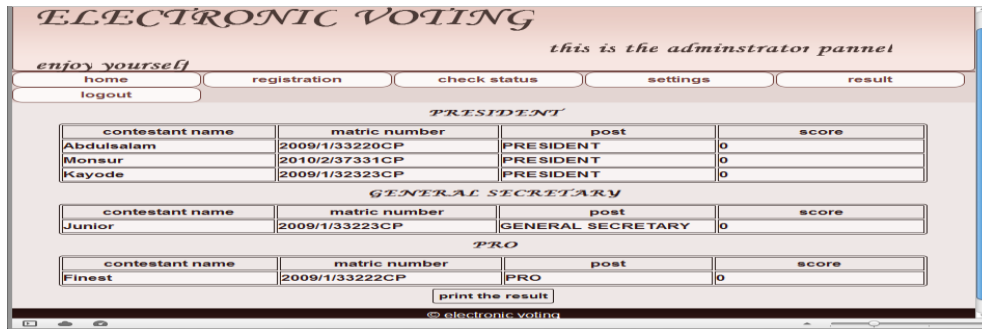 ELECTRONIC VOTING
this is the adminstrator pannel
enjoy yourself
home registration check status settings result
logout
PRESIDENT
contestant name matric number post score
Abdulsalam 2009/1/33220CP PRESIDENT 0
Monsur 2010/2/37331CP PRESIDENT 0
Kayode 2009/1/32323CP PRESIDENT 0
GENERAL SECRETARY
contestant name matric number post score
Junior 2009/1/33223CP GENERAL SECRETARY 0
PRO
contestant name matric number post score
Finest 2009/1/33222CP PRO 0
print the result
© electronic voting